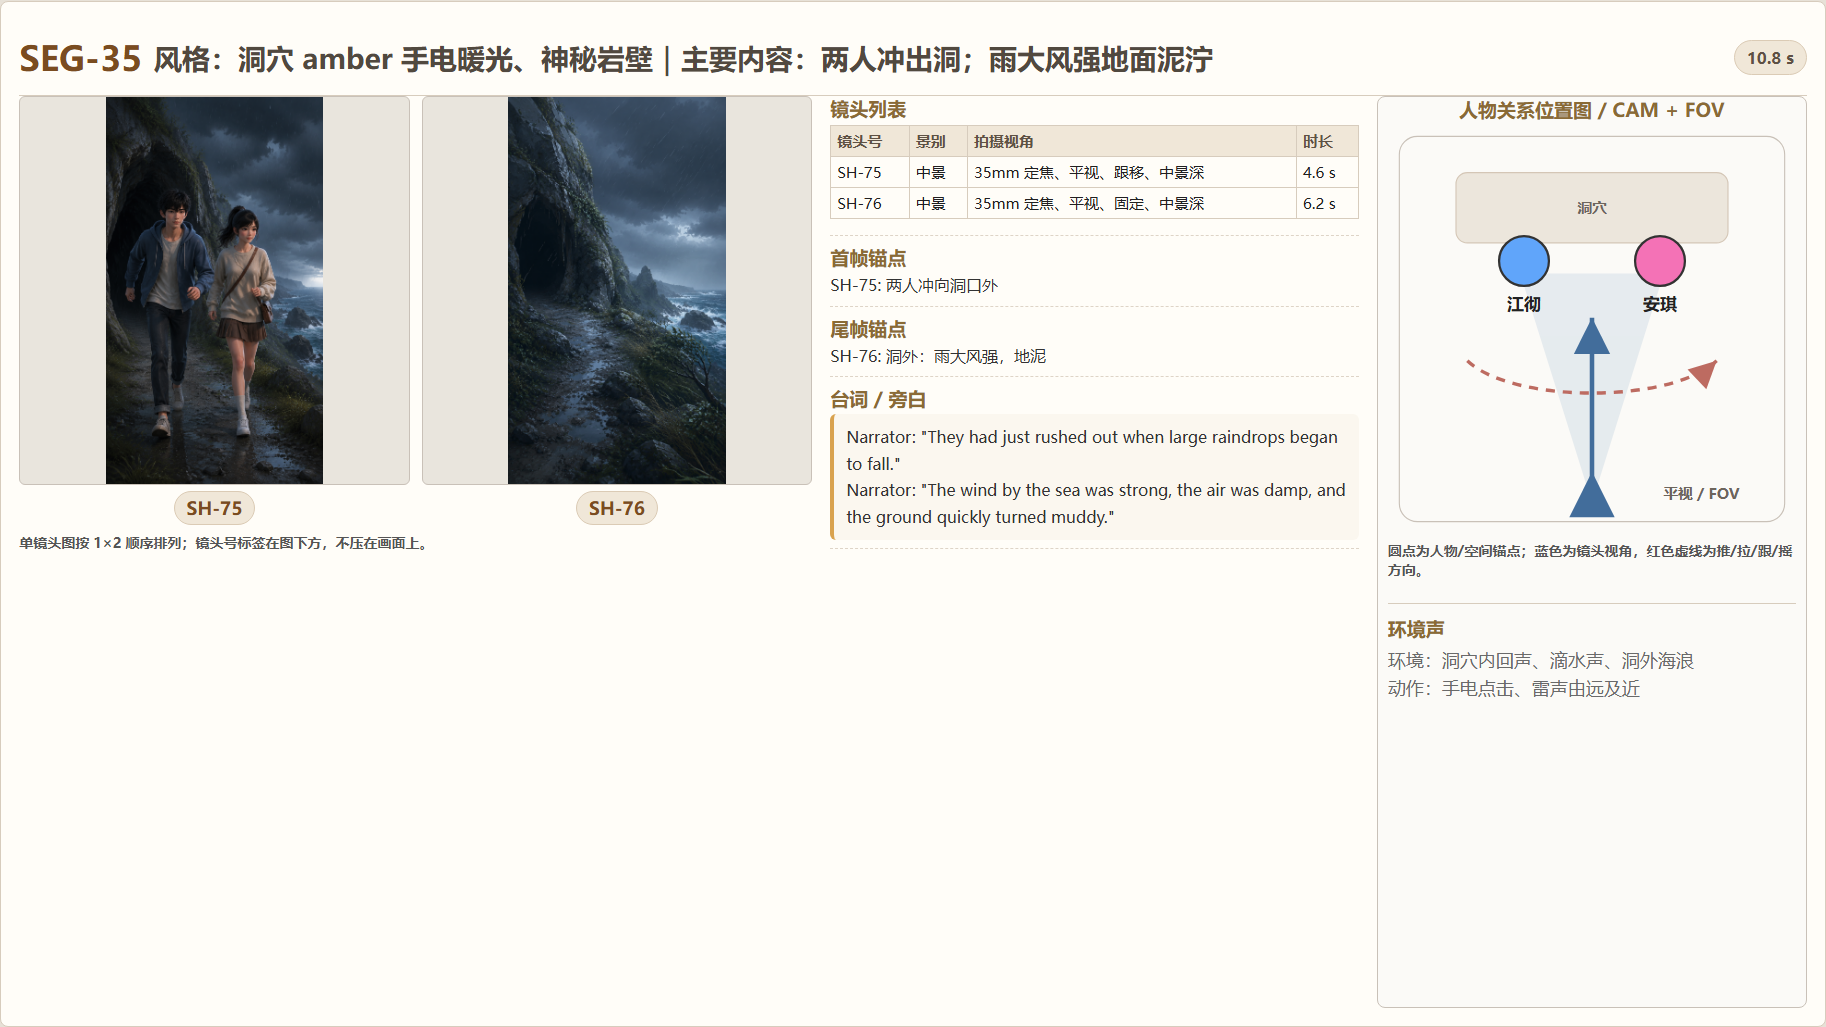 SEG-35 风格：洞穴 amber 手电暖光、神秘岩壁｜主要内容：两人冲出洞；雨大风强地面泥泞
10.8 s
SH-75
SH-76
单镜头图按 1×2 顺序排列；镜头号标签在图下方，不压在画面上。
镜头列表
镜头号 景别 拍摄视角 时长
SH-75 中景 35mm 定焦、平视、跟移、中景深 4.6 s
SH-76 中景 35mm 定焦、平视、固定、中景深 6.2 s
首帧锚点
SH-75: 两人冲向洞口外
尾帧锚点
SH-76: 洞外：雨大风强，地泥
台词 / 旁白
Narrator: "They had just rushed out when large raindrops began
to fall."
Narrator: "The wind by the sea was strong, the air was damp, and
the ground quickly turned muddy."
人物关系位置图 / CAM + FOV
洞穴
江彻
安琪
平视 / FOV
圆点为人物/空间锚点；蓝色为镜头视角，红色虚线为推/拉/跟/摇
方向。
环境声
环境：洞穴内回声、滴水声、洞外海浪
动作：手电点击、雷声由远及近